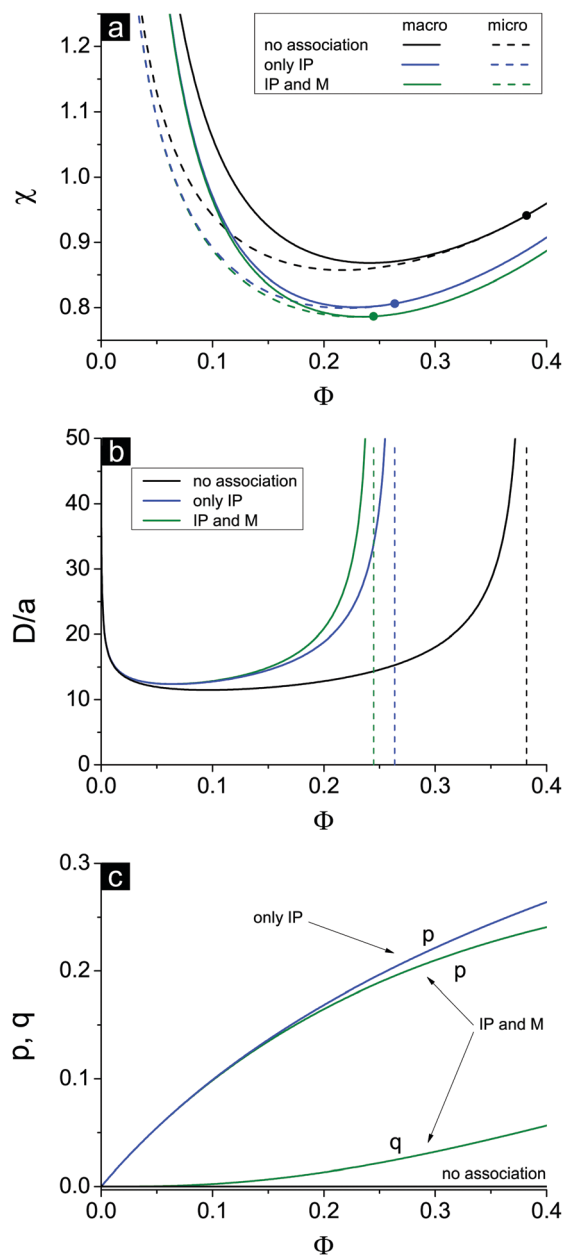 a
macro micro
no association
only IP
IP and M
1.2
1.1
1.0
0.9
0.8
χ
0.0 0.1 0.2 0.3 0.4
Φ
b
no association
only IP
IP and M
50
40
30
20
10
0
D/a
0.0 0.1 0.2 0.3 0.4
Φ
c
0.3
0.2
0.1
0.0
p, q
only IP
p
p
IP and M
q
no association
0.0 0.1 0.2 0.3 0.4
Φ